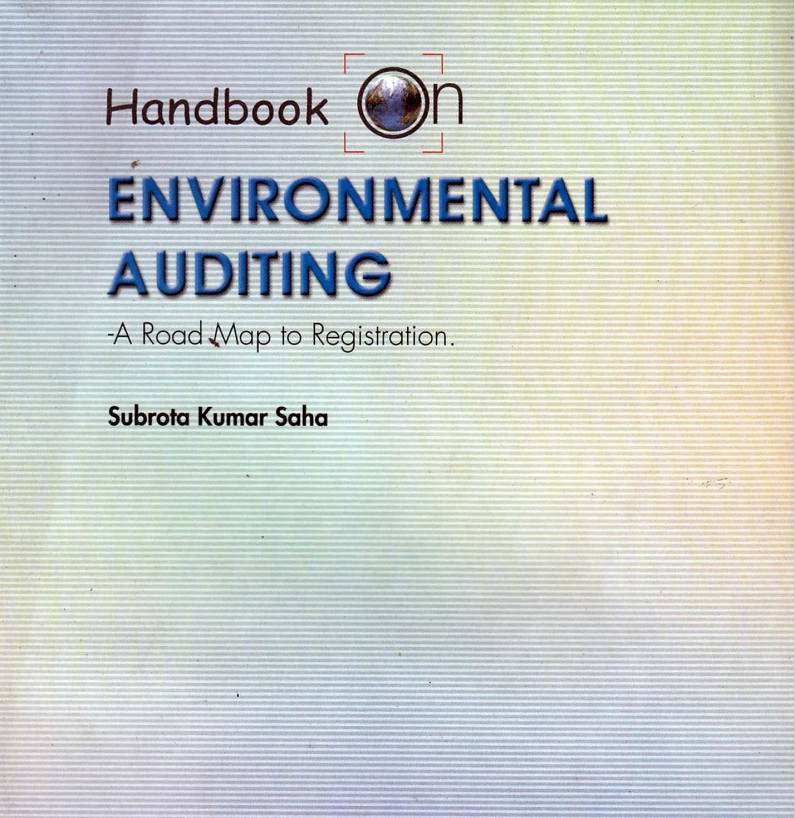 Handbook On
ENVIRONMENTAL
AUDITING
-A Road Map to Registration.
Subrota Kumar Saha